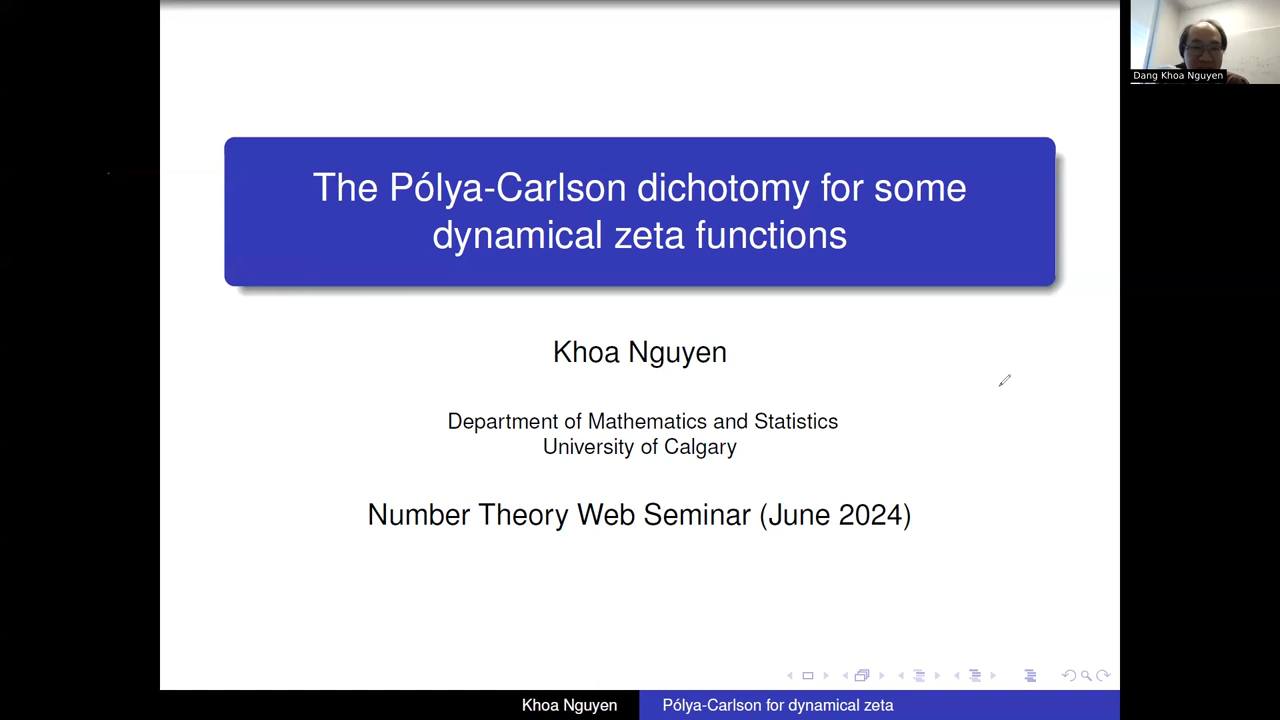 Dang Khoa Nguyen
The Pólya-Carlson dichotomy for some
dynamical zeta functions
Khoa Nguyen
Department of Mathematics and Statistics
University of Calgary
Number Theory Web Seminar (June 2024)
Khoa Nguyen
Pólya-Carlson for dynamical zeta